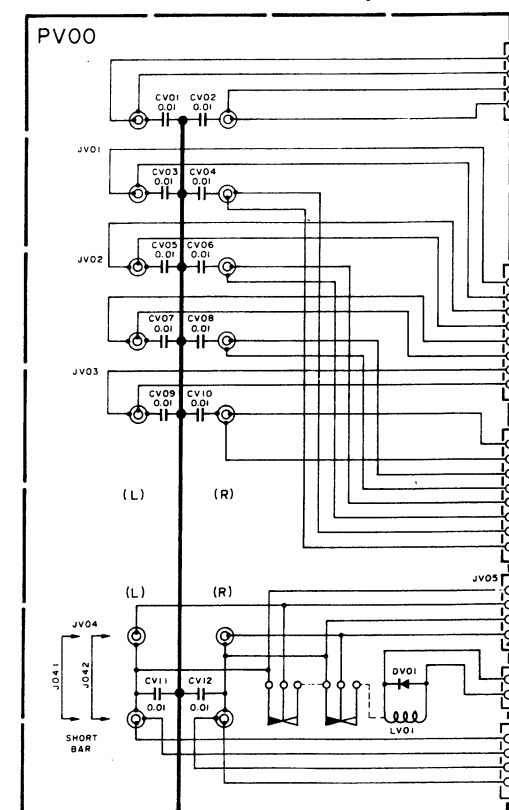 PV00
CV01 CV02
0.01 0.01
JV01
CV03 CV04
0.01 0.01
CV05 CV06
JV02
0.01 0.01
CV07 CV08
0.01 0.01
JV03
CV09 CV10
0.01 0.01
(L) (R)
JV05
(L) (R)
JV04
J041
J042
CV11 CV12
0.01 0.01
DV01
LV01
SHORT
BAR